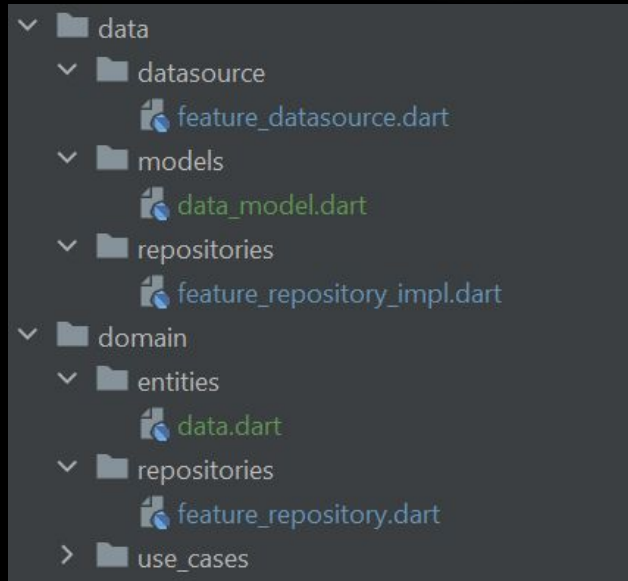 data
datasource
feature_datasource.dart
models
data_model.dart
repositories
feature_repository_impl.dart
domain
entities
data.dart
repositories
feature_repository.dart
use_cases